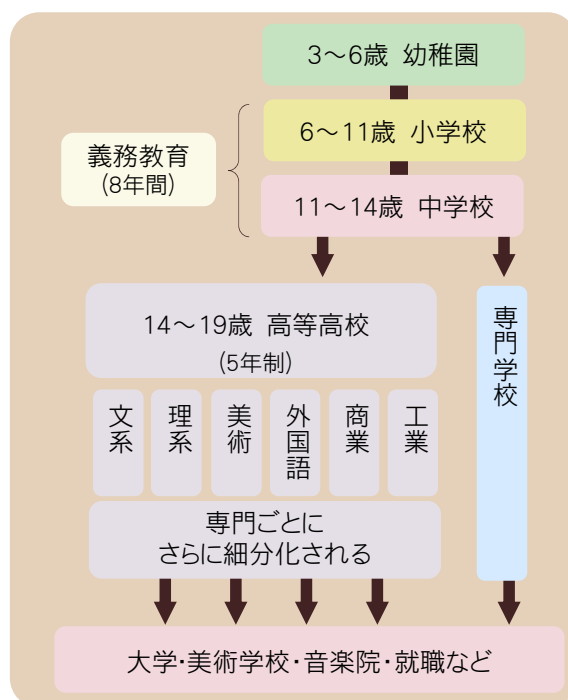 3～6歳 幼稚園
6～11歳 小学校
義務教育
(8年間)
11～14歳 中学校
14～19歳 高等高校
(5年制)
専門学校
文系
理系
美術
外国語
商業
工業
専門ごとに
さらに細分化される
大学・美術学校・音楽院・就職など